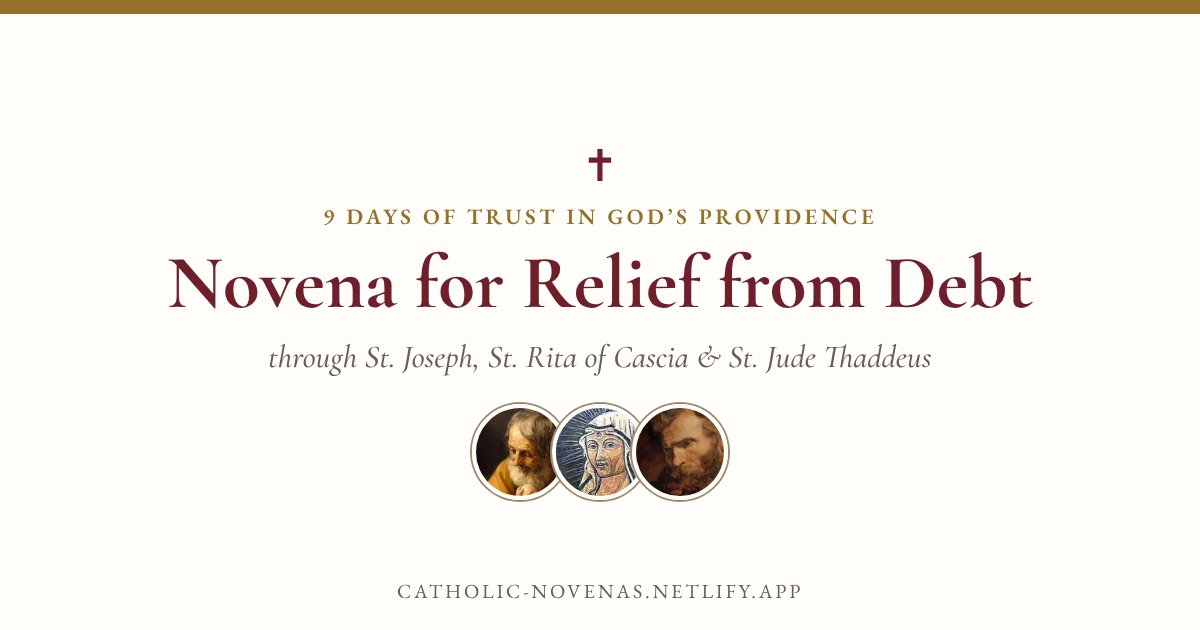 9 DAYS OF TRUST IN GOD’S PROVIDENCE
Novena for Relief from Debt
through St. Joseph, St. Rita of Cascia & St. Jude Thaddeus
CATHOLIC-NOVENAS.NETLIFY.APP